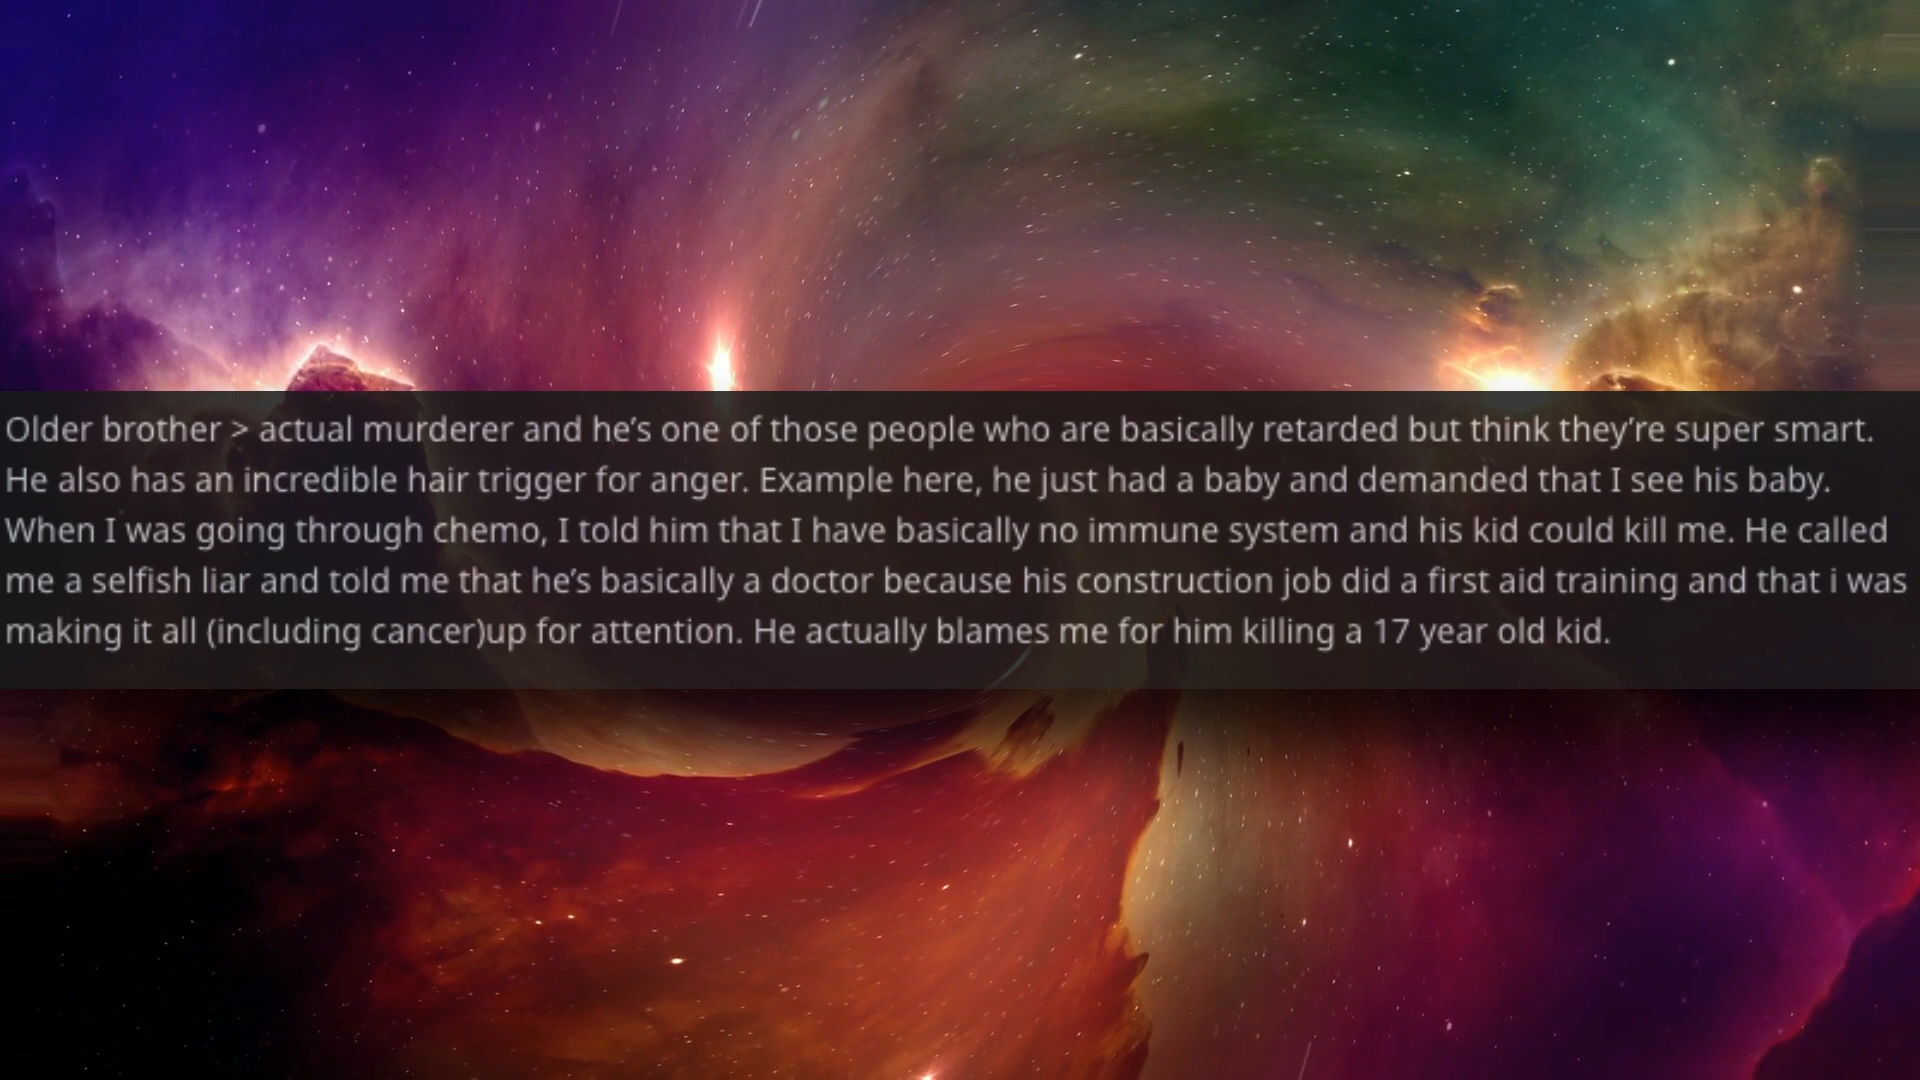 Older brother > actual murderer and he’s one of those people who are basically retarded but think they’re super smart.
He also has an incredible hair trigger for anger. Example here, he just had a baby and demanded that I see his baby.
When I was going through chemo, I told him that I have basically no immune system and his kid could kill me. He called
me a selfish liar and told me that he’s basically a doctor because his construction job did a first aid training and that i was
making it all (including cancer)up for attention. He actually blames me for him killing a 17 year old kid.